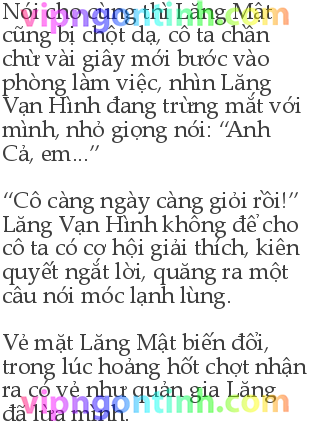 Nói cho cùng thì Lăng Mật
cũng bị chột dạ, cô ta chần
chừ vài giây mới bước vào
phòng làm việc, nhìn Lăng
Vạn Hình đang trừng mắt với
mình, nhỏ giọng nói: “Anh
Cả, em...”
“Cô càng ngày càng giỏi rồi!”
Lăng Vạn Hình không để cho
cô ta có cơ hội giải thích, kiên
quyết ngắt lời, quăng ra một
câu nói móc lạnh lùng.
Vẻ mặt Lăng Mật biến đổi,
trong lúc hoảng hốt chợt nhận
ra có vẻ như quản gia Lăng
đã lừa mình.
vipngontinh.com
vipngontinh.com
vipngontinh.com